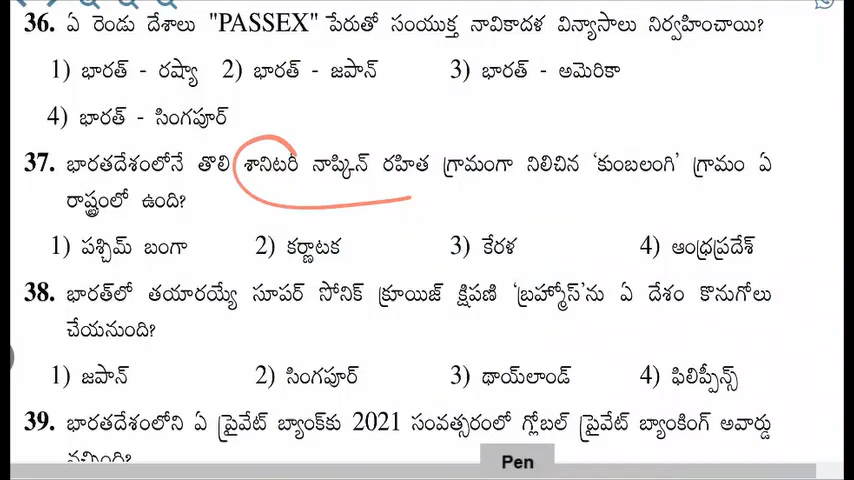 36. ఏ రెండు దేశాలు "PASSEX" పేరుతో సంయుక్త నావికాదళ విన్యాసాలు నిర్వహించాయి?
1) భారత్ - రష్యా 2) భారత్ - జపాన్ 3) భారత్ - అమెరికా
4) భారత్ - సింగపూర్
37. భారతదేశంలోనే తొలి శానిటరీ నాప్కిన్ రహిత గ్రామంగా నిలిచిన 'కుంబలంగి' గ్రామం ఏ
రాష్ట్రంలో ఉంది?
1) పశ్చిమ్ బంగా 2) కర్ణాటక 3) కేరళ 4) ఆంధ్రప్రదేశ్
38. భారత్‌లో తయారయ్యే సూపర్ సోనిక్ క్రూయిజ్ క్షిపణి 'బ్రహ్మోస్'ను ఏ దేశం కొనుగోలు
చేయనుంది?
1) జపాన్ 2) సింగపూర్ 3) థాయ్‌లాండ్ 4) ఫిలిప్పీన్స్
39. భారతదేశంలోని ఏ ప్రైవేట్ బ్యాంక్‌కు 2021 సంవత్సరంలో గ్లోబల్ ప్రైవేట్ బ్యాంకింగ్ అవార్డు
వచ్చింది?
Pen